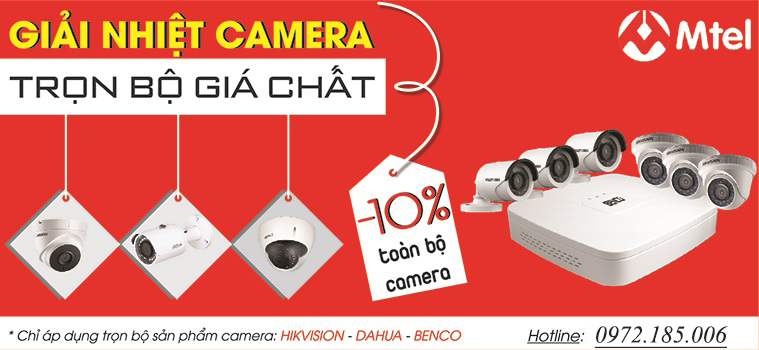 GIẢI NHIỆT CAMERA
Mtel
TRỌN BỘ GIÁ CHẤT
-10%
toàn bộ
camera
* Chỉ áp dụng trọn bộ sản phẩm camera: HIKVISION - DAHUA - BENCO
Hotline: 0972.185.006